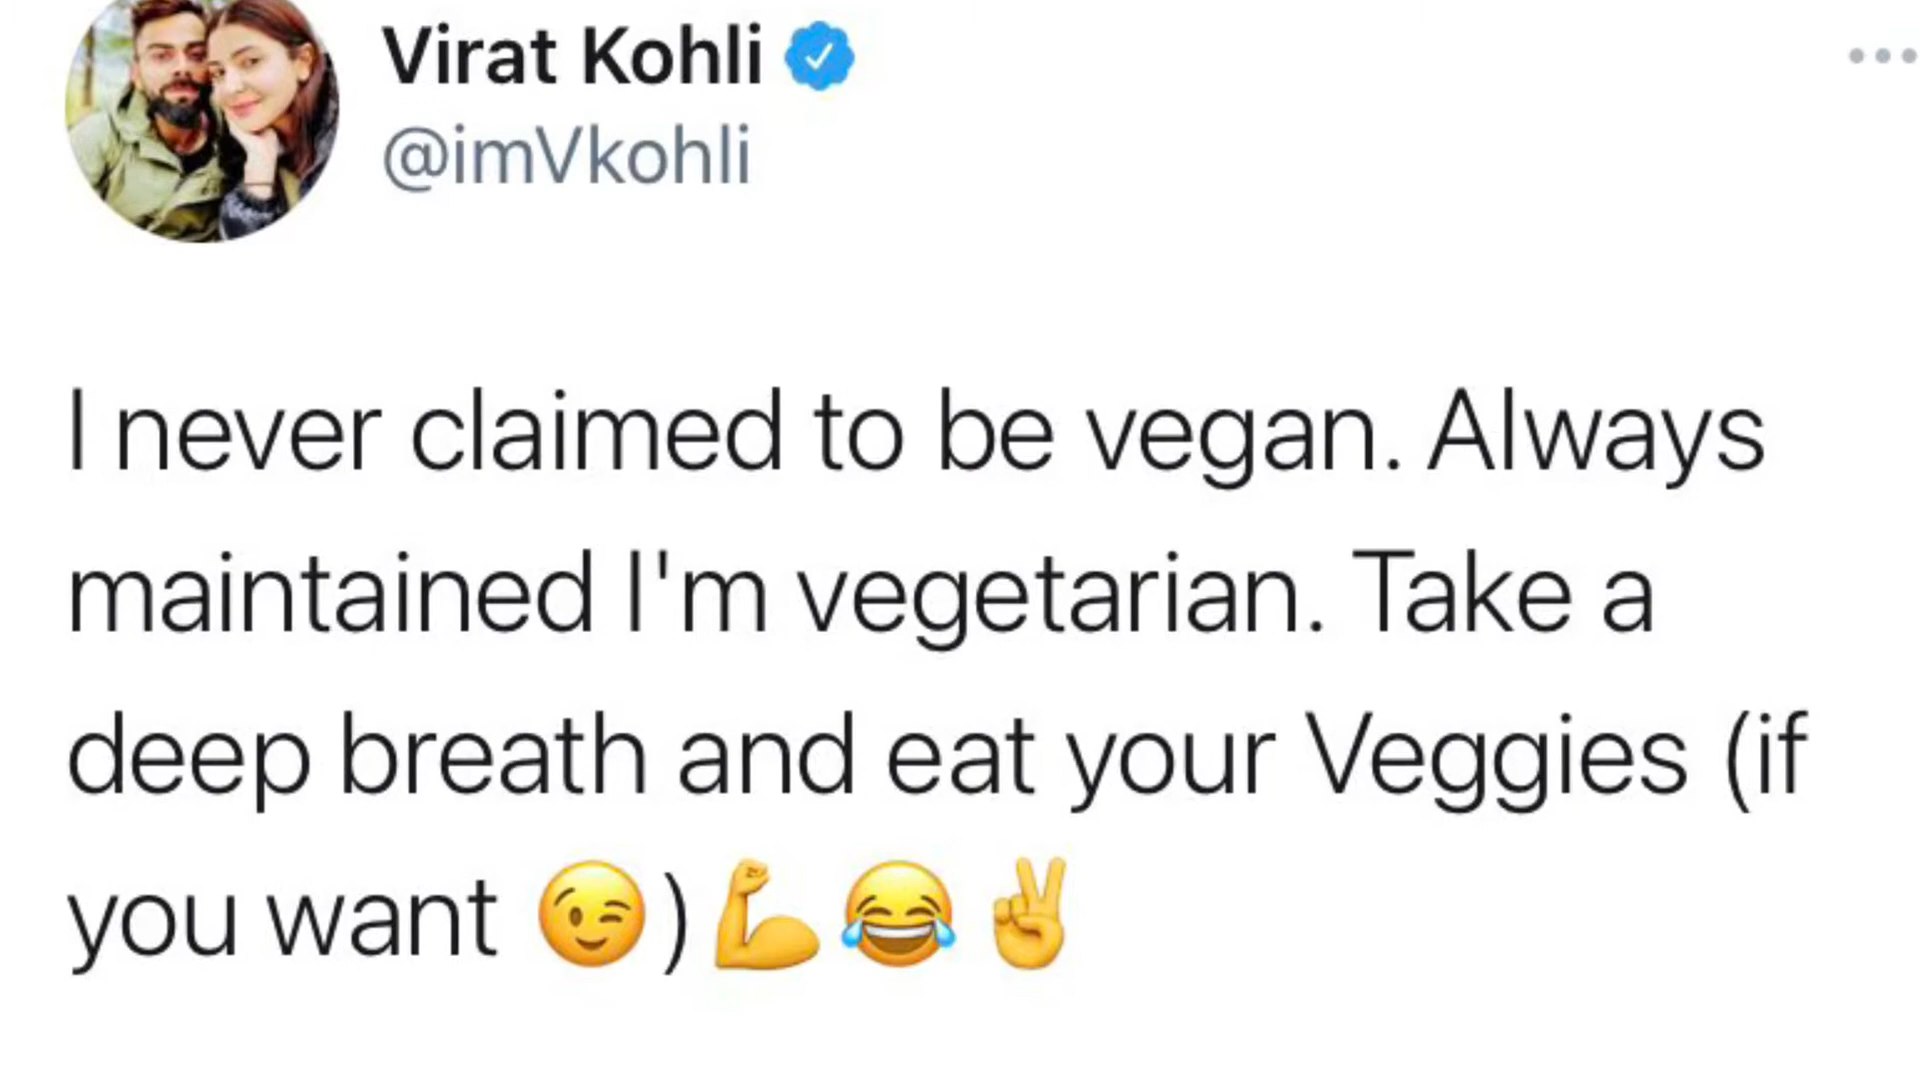 Virat Kohli
@imVkohli
I never claimed to be vegan. Always
maintained I'm vegetarian. Take a
deep breath and eat your Veggies (if
you want 😉)💪😂✌️